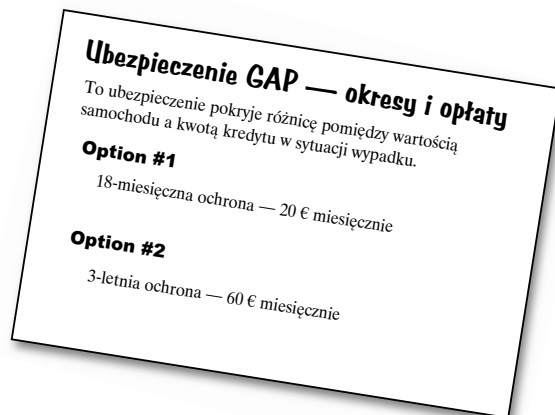 Ubezpieczenie GAP — okresy i opłaty
To ubezpieczenie pokryje różnicę pomiędzy wartością
samochodu a kwotą kredytu w sytuacji wypadku.
Option #1
18-miesięczna ochrona — 20 € miesięcznie
Option #2
3-letnia ochrona — 60 € miesięcznie